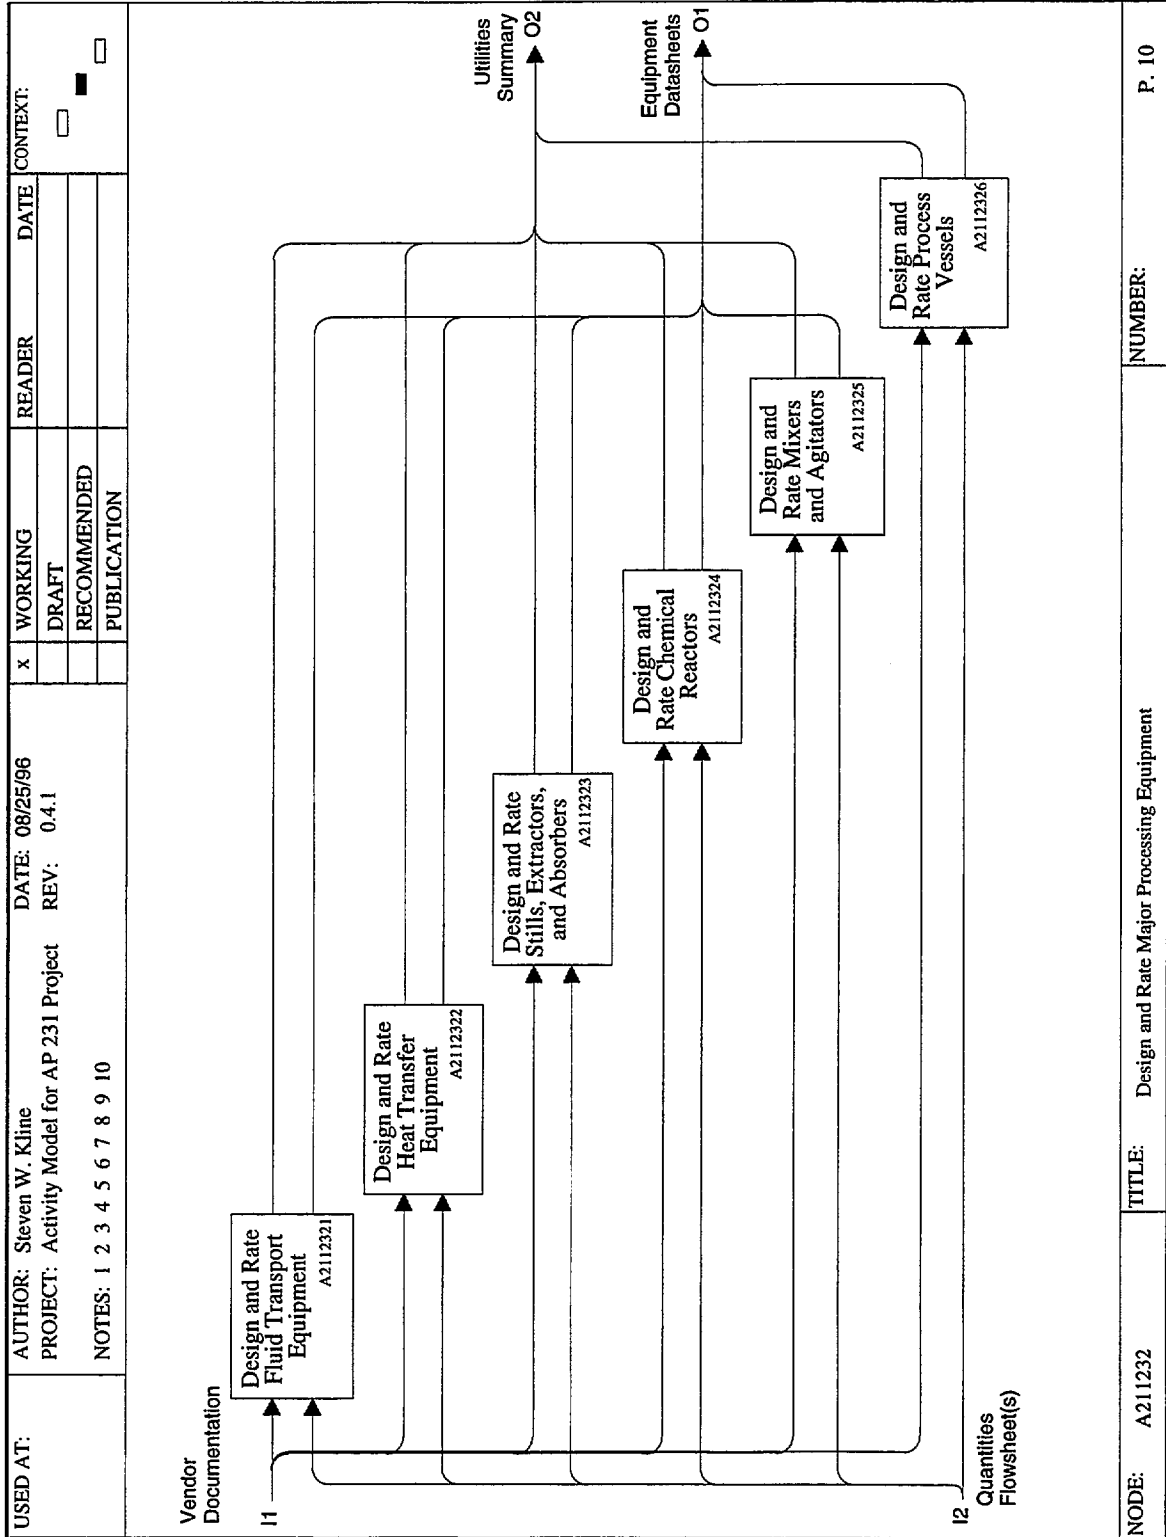 USED AT:
AUTHOR: Steven W. Kline
DATE: 08/25/96
PROJECT: Activity Model for AP 231 Project
REV: 0.4.1
NOTES: 1 2 3 4 5 6 7 8 9 10
x WORKING
DRAFT
RECOMMENDED
PUBLICATION
READER
DATE
CONTEXT:
Vendor
Documentation
I1
Design and Rate
Fluid Transport
Equipment
A2112321
Design and Rate
Heat Transfer
Equipment
A2112322
Design and Rate
Stills, Extractors,
and Absorbers
A2112323
Design and
Rate Chemical
Reactors
A2112324
Design and
Rate Mixers
and Agitators
A2112325
Design and
Rate Process
Vessels
A2112326
Utilities
Summary
O2
Equipment
Datasheets
O1
I2
Quantities
Flowsheet(s)
NODE: A211232
TITLE: Design and Rate Major Processing Equipment
NUMBER:
P. 10